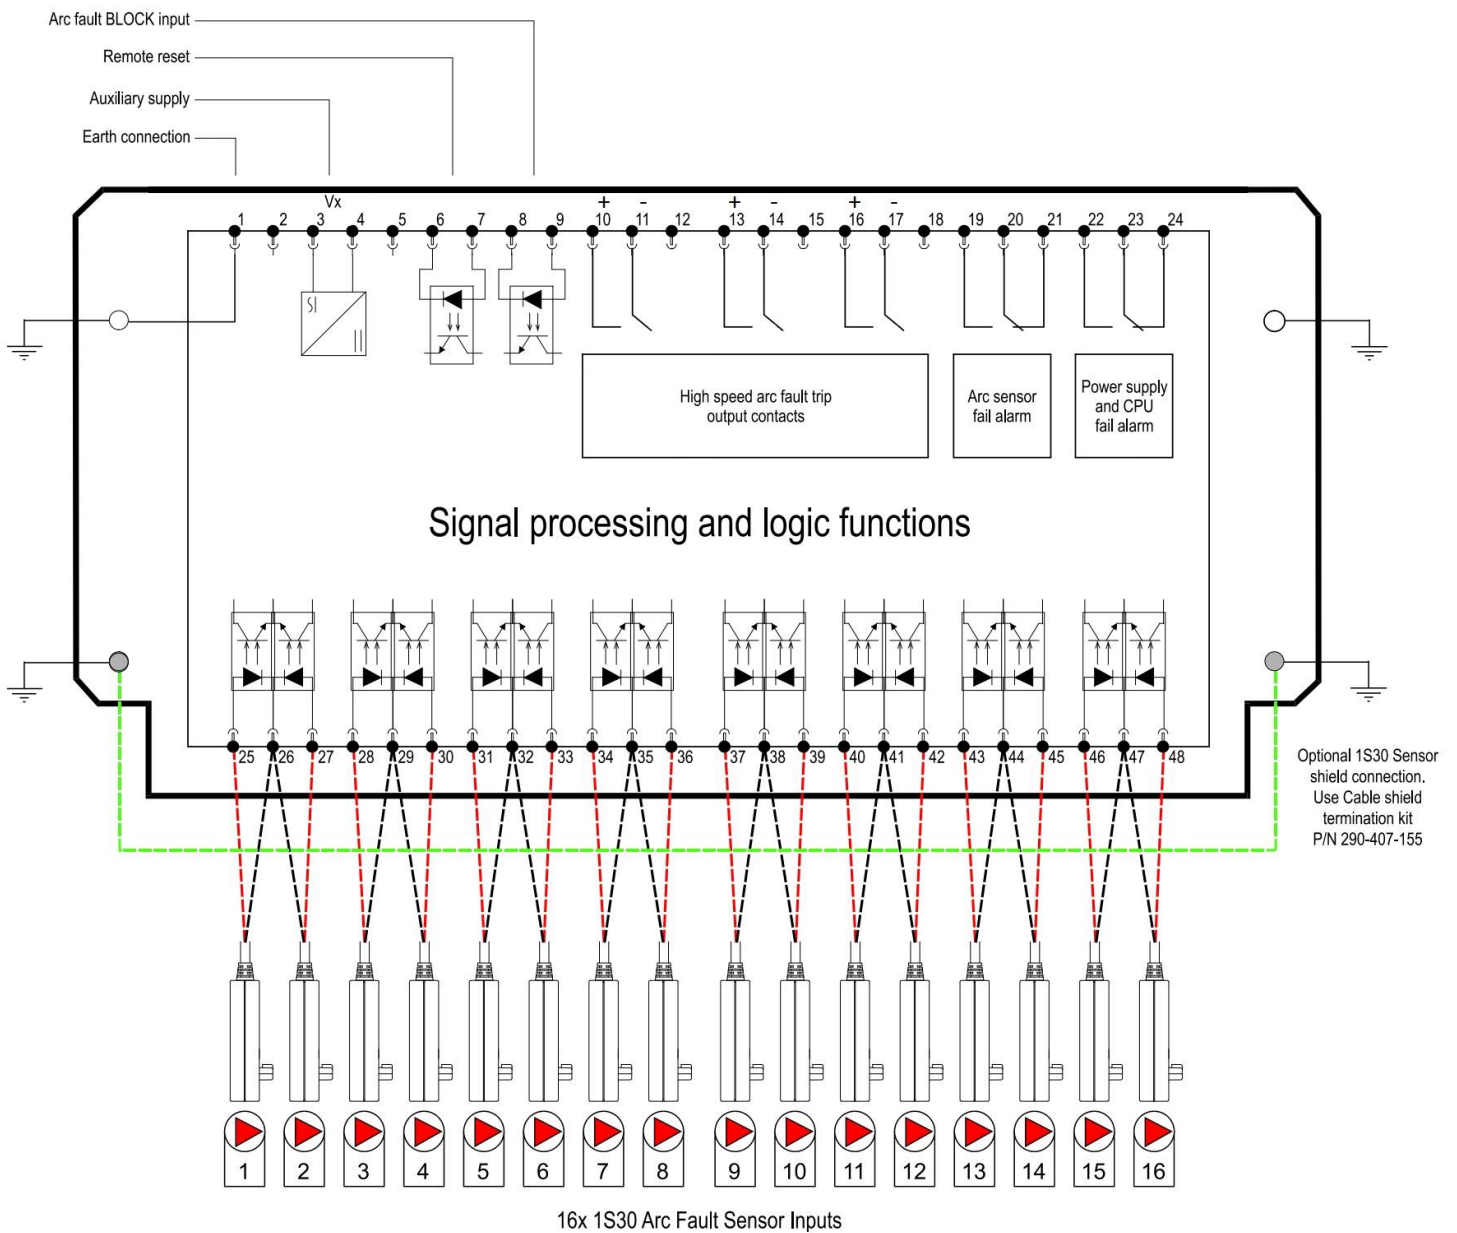 Arc fault BLOCK input
Remote reset
Auxiliary supply
Earth connection
Vx
+ - + - + -
1 2 3 4 5 6 7 8 9 10 11 12 13 14 15 16 17 18 19 20 21 22 23 24
High speed arc fault trip
output contacts
Arc sensor
fail alarm
Power supply
and CPU
fail alarm
Signal processing and logic functions
25 26 27 28 29 30 31 32 33 34 35 36 37 38 39 40 41 42 43 44 45 46 47 48
Optional 1S30 Sensor
shield connection.
Use Cable shield
termination kit
P/N 290-407-155
1 2 3 4 5 6 7 8 9 10 11 12 13 14 15 16
16x 1S30 Arc Fault Sensor Inputs